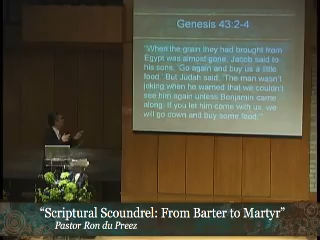 Genesis 43:2-4
"When the grain they had brought from
Egypt was almost gone, Jacob said to
his sons, 'Go again and buy us a little
food.' But Judah said, 'The man wasn't
joking when he warned that we couldn't
see him again unless Benjamin came
along. If you let him come with us, we
will go down and buy some food.'"
"Scriptural Scoundrel: From Barter to Martyr"
Pastor Ron du Preez